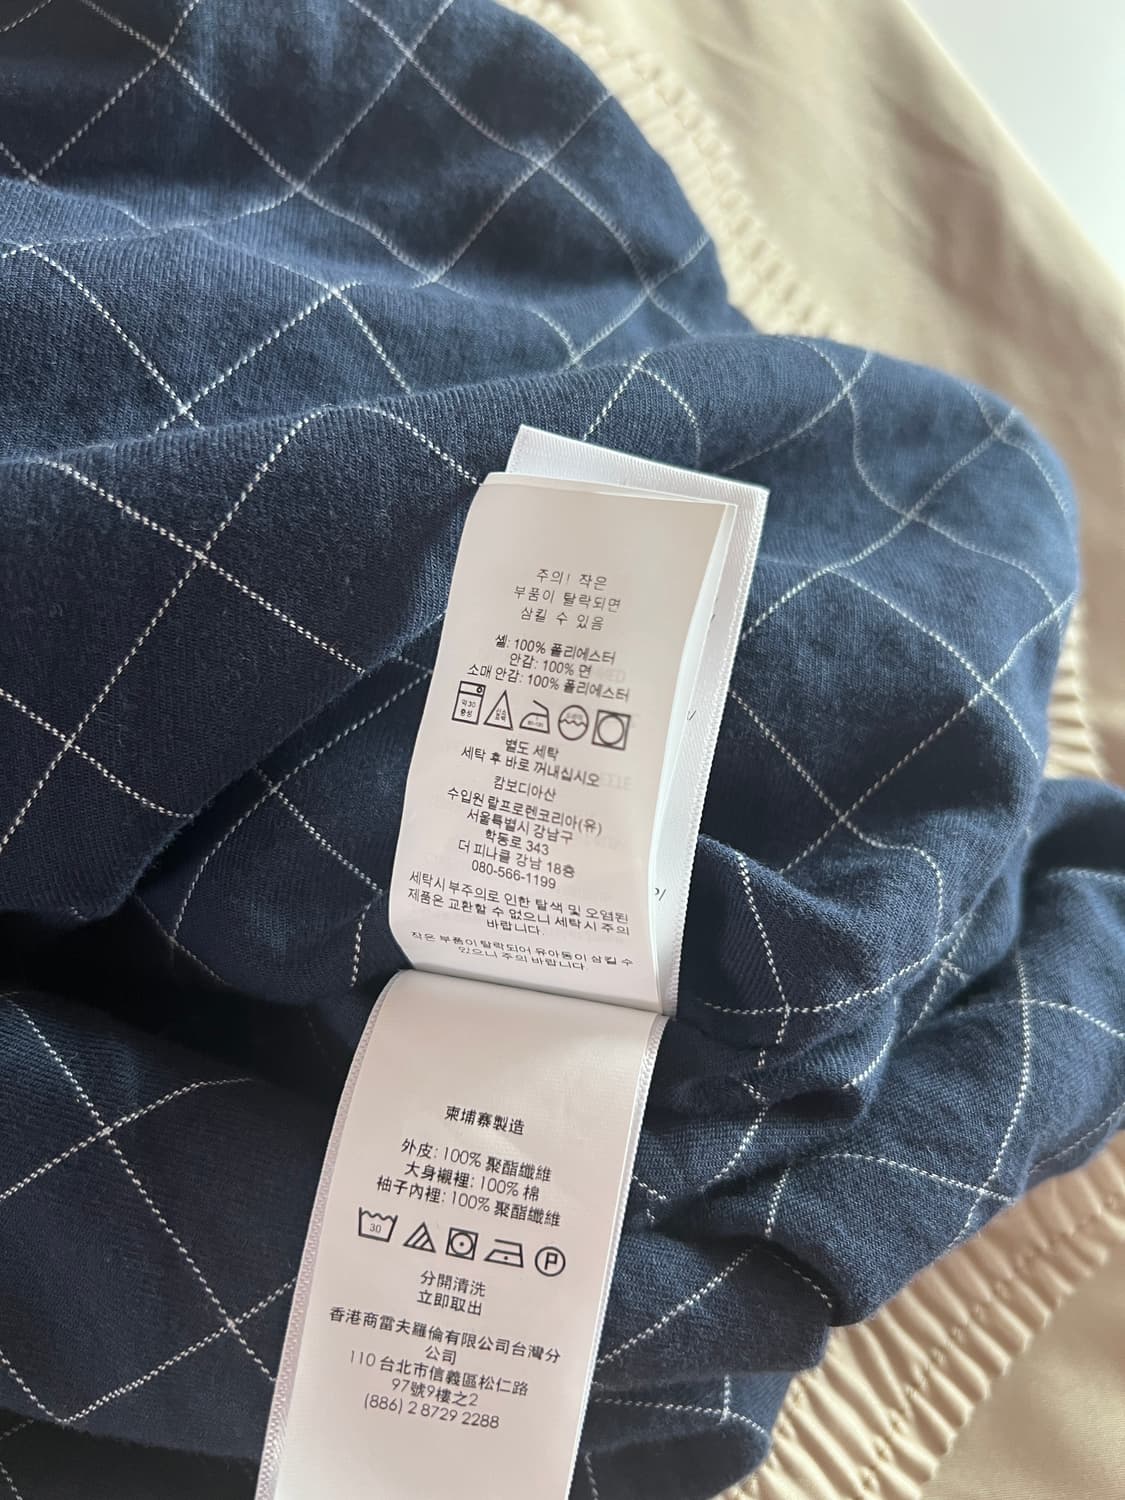 주의! 작은
부품이 탈락되면
삼킬 수 있음
셸: 100% 폴리에스터
안감: 100% 면
소매 안감: 100% 폴리에스터
약30
중성
80-120
별도 세탁
세탁 후 바로 꺼내십시오
캄보디아산
수입원 랄프로렌코리아(유)
서울특별시 강남구
학동로 343
더 피나클 강남 18층
080-566-1199
세탁시 부주의로 인한 탈색 및 오염된
제품은 교환할 수 없으니 세탁시 주의
바랍니다.
작은 부품이 탈락되어 유아동이 삼킬 수
있으니 주의 바랍니다
柬埔寨製造
外皮: 100% 聚酯纖維
大身襯裡: 100% 棉
袖子內裡: 100% 聚酯纖維
30
P
分開清洗
立即取出
香港商雷夫羅倫有限公司台灣分
公司
110 台北市信義區松仁路
97號9樓之2
(886) 2 8729 2288